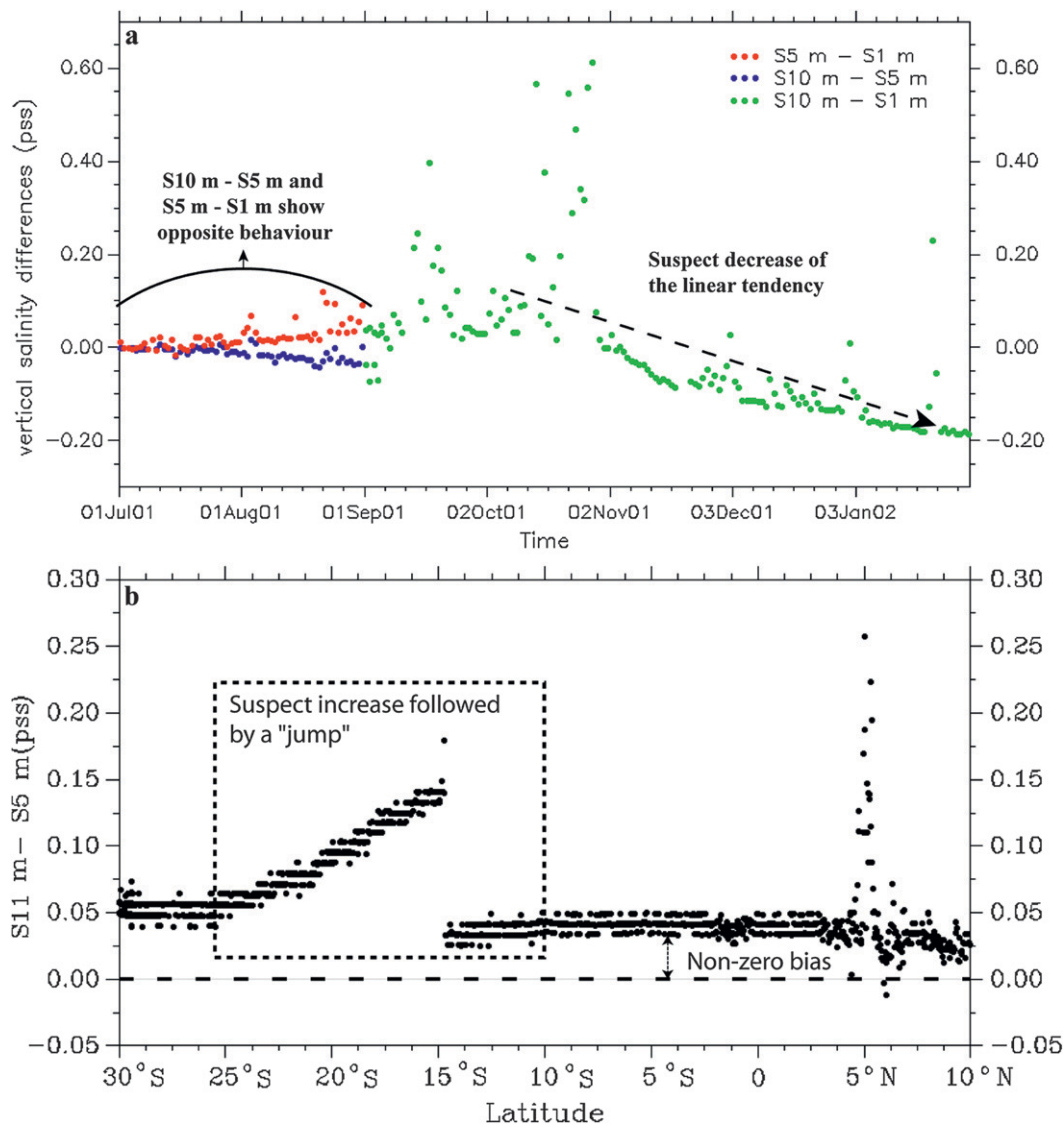 a
S5 m – S1 m
S10 m – S5 m
S10 m – S1 m
S10 m - S5 m and
S5 m - S1 m show
opposite behaviour
Suspect decrease of
the linear tendency
vertical salinity differences (pss)
0.60 0.60
0.40 0.40
0.20 0.20
0.00 0.00
–0.20 –0.20
01Jul01 01Aug01 01Sep01 02Oct01 02Nov01 03Dec01 03Jan02
Time
b
Suspect increase followed
by a "jump"
Non-zero bias
S11 m– S5 m(pss)
0.30 0.30
0.25 0.25
0.20 0.20
0.15 0.15
0.10 0.10
0.05 0.05
0.00 0.00
–0.05 –0.05
30°S 25°S 20°S 15°S 10°S 5°S 0 5°N 10°N
Latitude